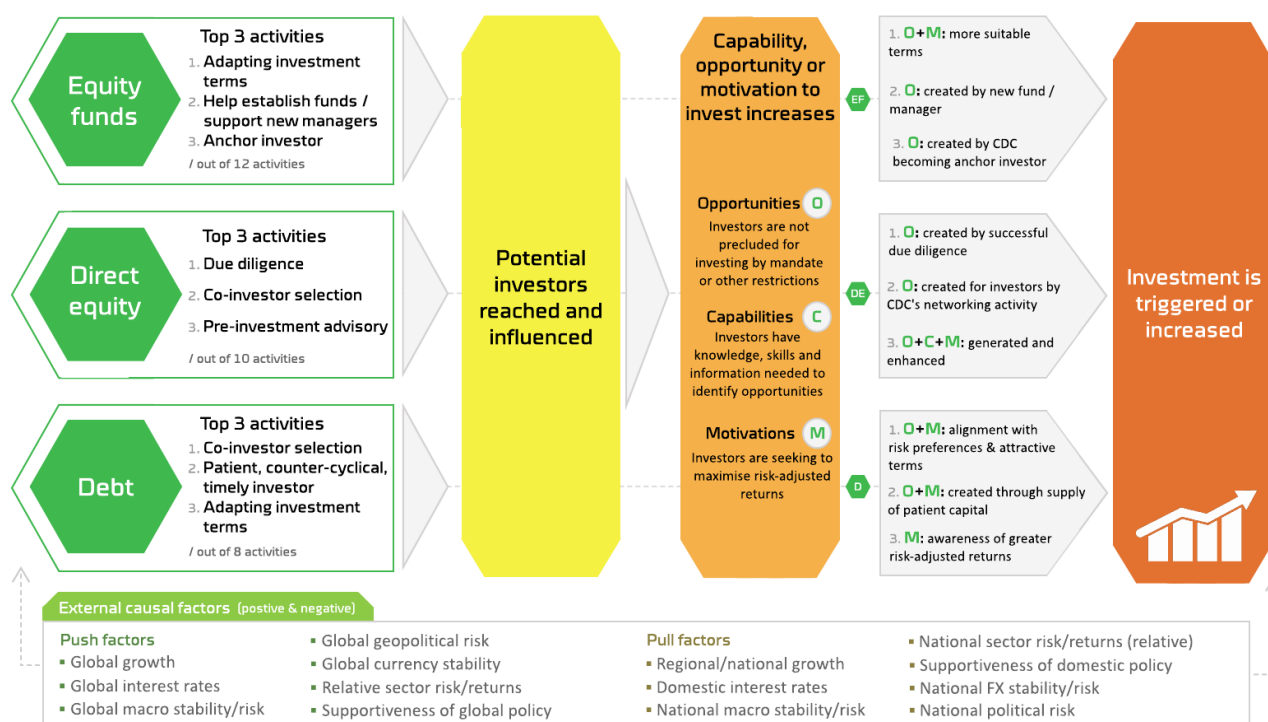 Equity
funds
Top 3 activities
1. Adapting investment
terms
2. Help establish funds /
support new managers
3. Anchor investor
/ out of 12 activities
Direct
equity
Top 3 activities
1. Due diligence
2. Co-investor selection
3. Pre-investment advisory
/ out of 10 activities
Debt
Top 3 activities
1. Co-investor selection
2. Patient, counter-cyclical,
timely investor
3. Adapting investment
terms
/ out of 8 activities
Potential
investors
reached and
influenced
Capability,
opportunity or
motivation to
invest increases
Opportunities O
Investors are not
precluded for
investing by mandate
or other restrictions
Capabilities C
Investors have
knowledge, skills and
information needed to
identify opportunities
Motivations M
Investors are seeking to
maximise risk-adjusted
returns
EF
1. O+M: more suitable
terms
2. O: created by new fund /
manager
3. O: created by CDC
becoming anchor investor
DE
1. O: created by successful
due diligence
2. O: created for investors by
CDC's networking activity
3. O+C+M: generated and
enhanced
D
1. O+M: alignment with
risk preferences & attractive
terms
2. O+M: created through supply
of patient capital
3. M: awareness of greater
risk-adjusted returns
Investment is
triggered or
increased
External causal factors (postive & negative)
Push factors
▪ Global growth
▪ Global interest rates
▪ Global macro stability/risk
▪ Global geopolitical risk
▪ Global currency stability
▪ Relative sector risk/returns
▪ Supportiveness of global policy
Pull factors
▪ Regional/national growth
▪ Domestic interest rates
▪ National macro stability/risk
▪ National sector risk/returns (relative)
▪ Supportiveness of domestic policy
▪ National FX stability/risk
▪ National political risk